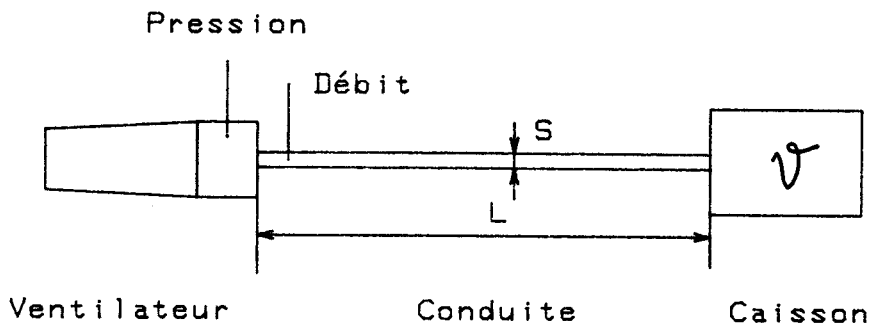 Pression
Débit
S
V
L
Ventilateur Conduite Caisson